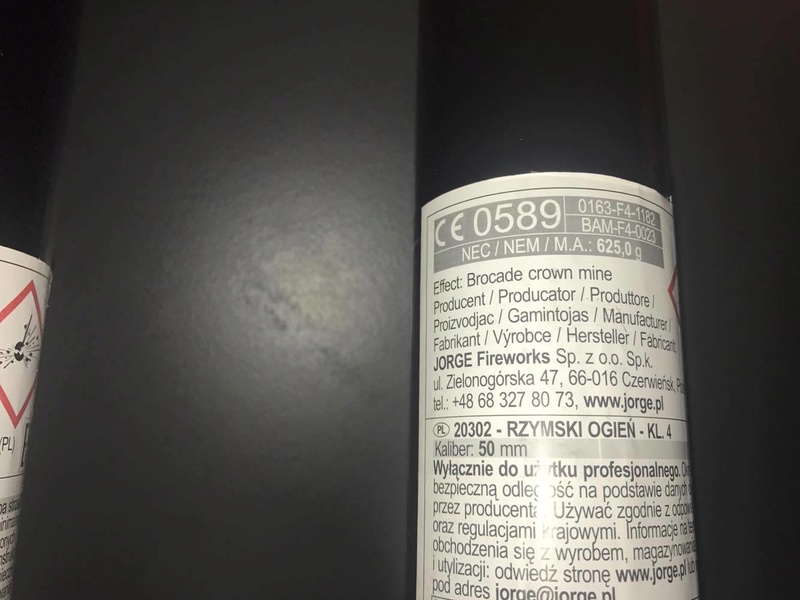 CE 0589
0163-F4-1182
BAM-F4-0023
NEC / NEM / M.A.: 625,0 g
Effect: Brocade crown mine
Producent / Producator / Produttore /
Proizvodjac / Gamintojas / Manufacturer /
Fabrikant / Výrobce / Hersteller / Fabricant:
JORGE Fireworks Sp. z o.o. Sp.k.
ul. Zielonogórska 47, 66-016 Czerwieńsk,
tel.: +48 68 327 80 73, www.jorge.pl
PL 20302 - RZYMSKI OGIEŃ - KL. 4
Kaliber: 50 mm
Wyłącznie do użytku profesjonalnego.
bezpieczną odległość na podstawie danych
przez producenta. Używać zgodnie z
oraz regulacjami krajowymi. Informacje na
obchodzenia się z wyrobem,
i utylizacji: odwiedź stronę www.jorge.pl lub
pod adres jorge@jorge.pl
(PL)